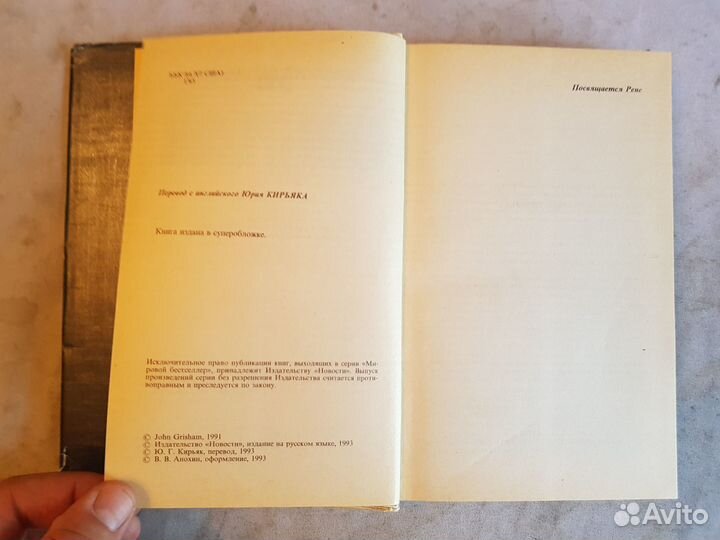 Перевод с английского Юрия КИРЬЯКА
Книга издана в суперобложке.
Исключительное право публикации книг, выходящих в серии «Ми-
ровой бестселлер», принадлежит Издательству «Новости». Выпуск
произведений серии без разрешения Издательства считается проти-
воправным и преследуется по закону.
© John Grisham, 1991
© Издательство «Новости», издание на русском языке, 1993
© Ю. Г. Кирьяк, перевод, 1993
© В. В. Анохин, оформление, 1993
Посвящается Рене
Avito